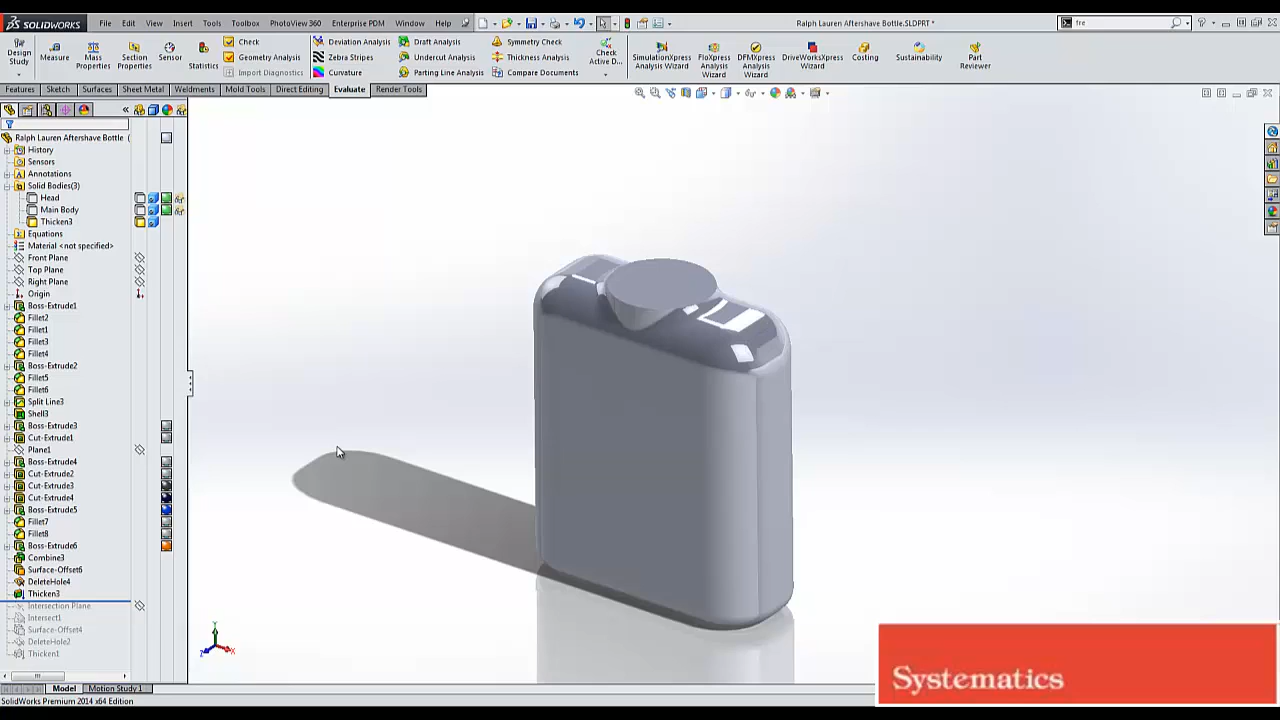 SOLIDWORKS File Edit View Insert Tools Toolbox PhotoView 360 Enterprise PDM Window Help Ralph Lauren Aftershave Bottle.SLDPRT * fre
Design Study
Measure
Mass Properties
Section Properties
Sensor
Statistics
Check
Geometry Analysis
Import Diagnostics
Deviation Analysis
Zebra Stripes
Curvature
Draft Analysis
Undercut Analysis
Parting Line Analysis
Symmetry Check
Thickness Analysis
Compare Documents
Check Active D...
SimulationXpress Analysis Wizard
FloXpress Analysis Wizard
DFMXpress Analysis Wizard
DriveWorksXpress Wizard
Costing
Sustainability
Part Reviewer
Features Sketch Surfaces Sheet Metal Weldments Mold Tools Direct Editing Evaluate Render Tools
Ralph Lauren Aftershave Bottle (
History
Sensors
Annotations
Solid Bodies(3)
Head
Main Body
Thicken3
Equations
Material <not specified>
Front Plane
Top Plane
Right Plane
Origin
Boss-Extrude1
Fillet2
Fillet1
Fillet3
Fillet4
Boss-Extrude2
Fillet5
Fillet6
Split Line3
Shell3
Boss-Extrude3
Cut-Extrude1
Plane1
Boss-Extrude4
Cut-Extrude2
Cut-Extrude3
Cut-Extrude4
Boss-Extrude5
Fillet7
Fillet8
Boss-Extrude6
Combine3
Surface-Offset6
DeleteHole4
Thicken3
Intersection Plane
Intersect1
Surface-Offset4
DeleteHole2
Thicken1
Y
X
Z
Model Motion Study 1
SolidWorks Premium 2014 x64 Edition
Systematics